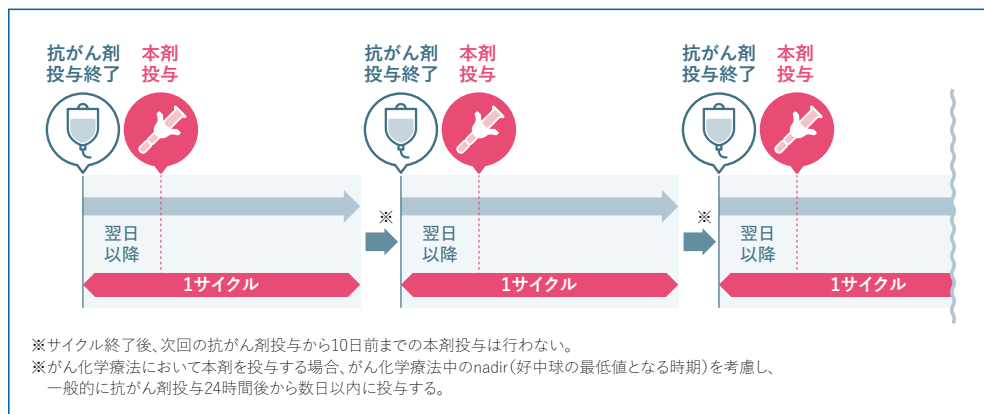 抗がん剤
投与終了
本剤
投与
抗がん剤
投与終了
本剤
投与
抗がん剤
投与終了
本剤
投与
※
※
翌日
以降
翌日
以降
翌日
以降
1サイクル
1サイクル
1サイクル
※サイクル終了後、次回の抗がん剤投与から10日前までの本剤投与は行わない。
※がん化学療法において本剤を投与する場合、がん化学療法中のnadir(好中球の最低値となる時期)を考慮し、
一般的に抗がん剤投与24時間後から数日以内に投与する。